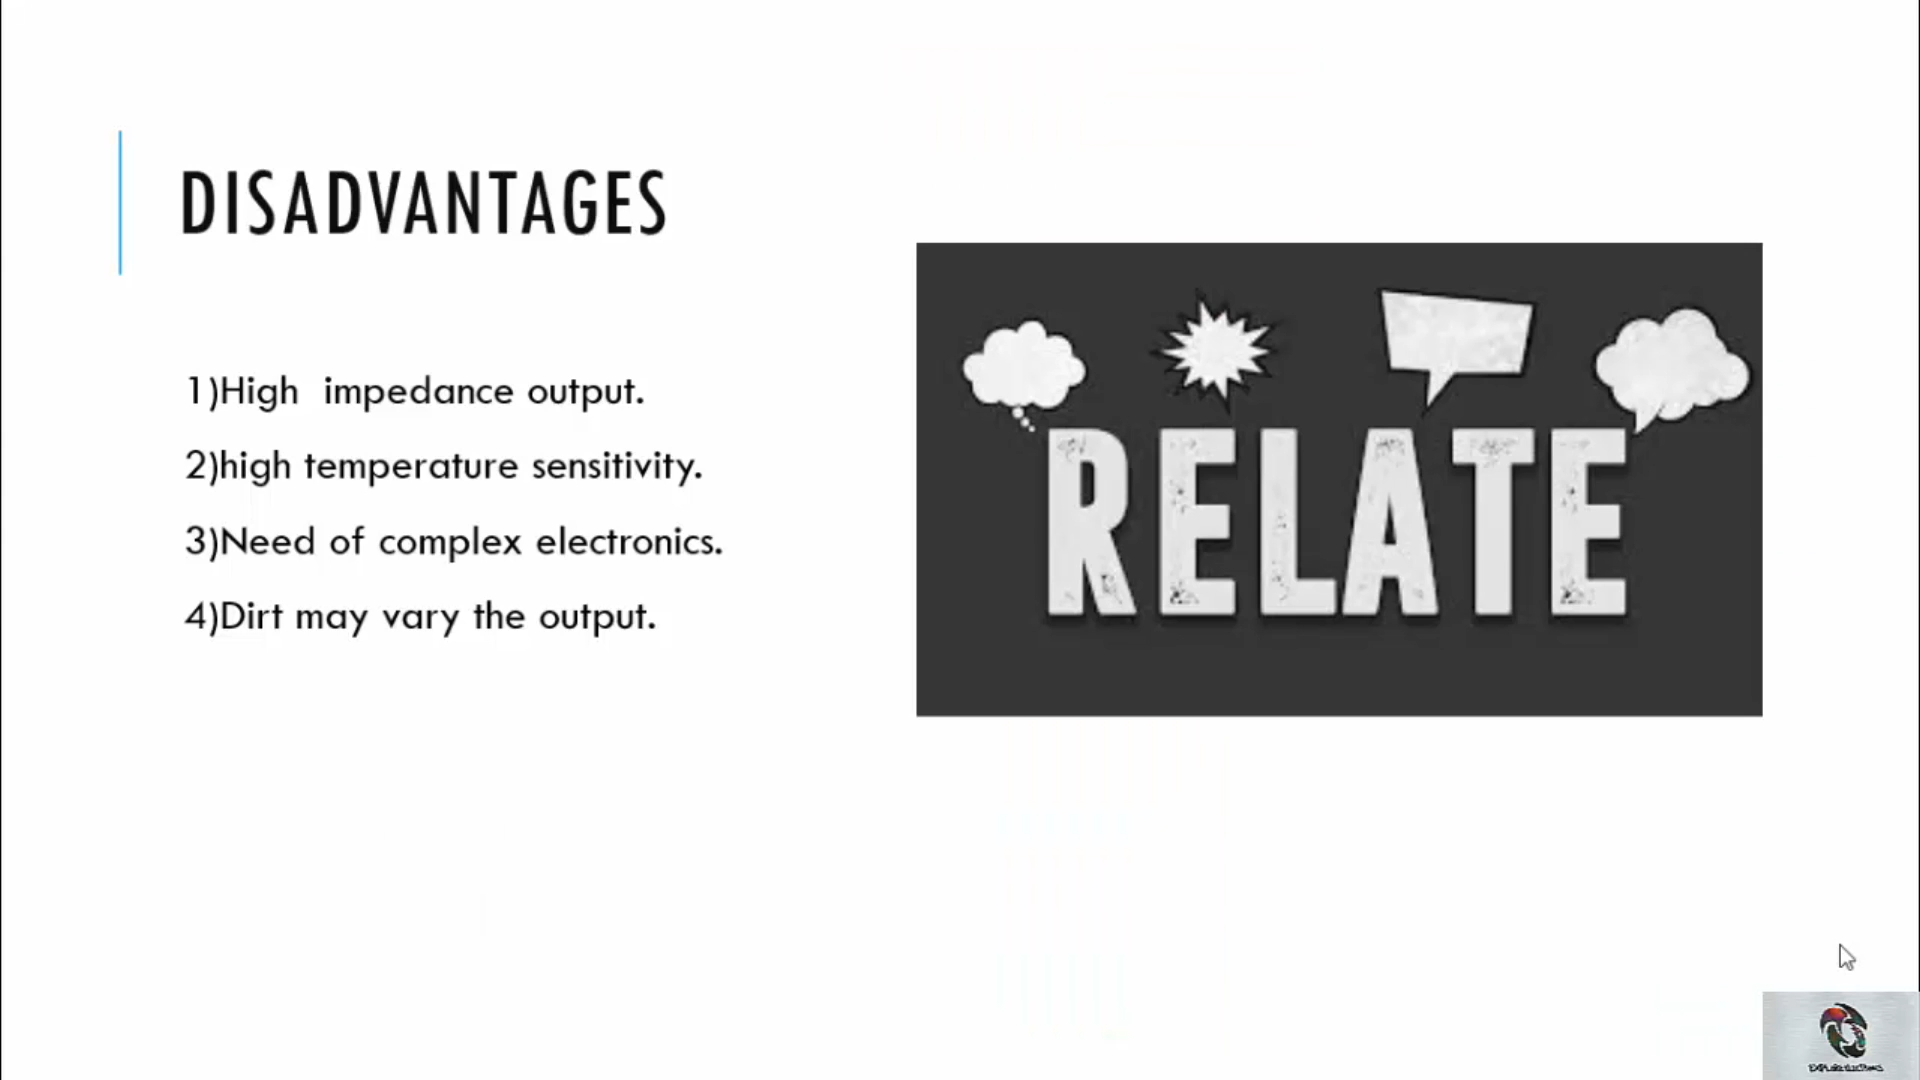 DISADVANTAGES
1)High impedance output.
2)high temperature sensitivity.
3)Need of complex electronics.
4)Dirt may vary the output.
RELATE